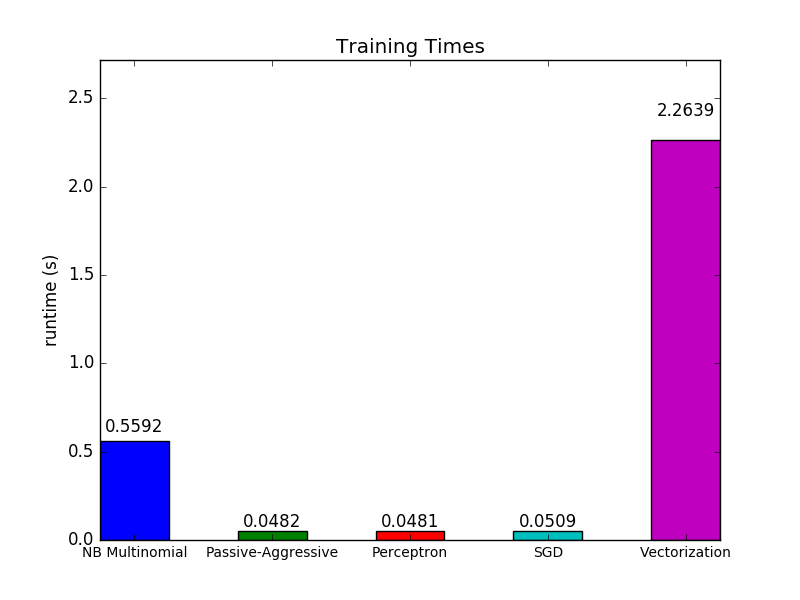 Training Times
2.5
2.0
1.5
1.0
0.5
0.0
runtime (s)
0.5592
0.0482
0.0481
0.0509
2.2639
NB Multinomial
Passive-Aggressive
Perceptron
SGD
Vectorization